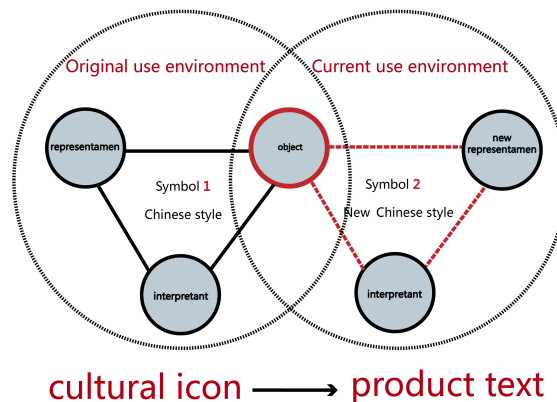 Original use environment
Current use environment
representamen
object
new
representamen
Symbol 1
Chinese style
Symbol 2
New Chinese style
interpretant
interpretant
cultural icon
product text